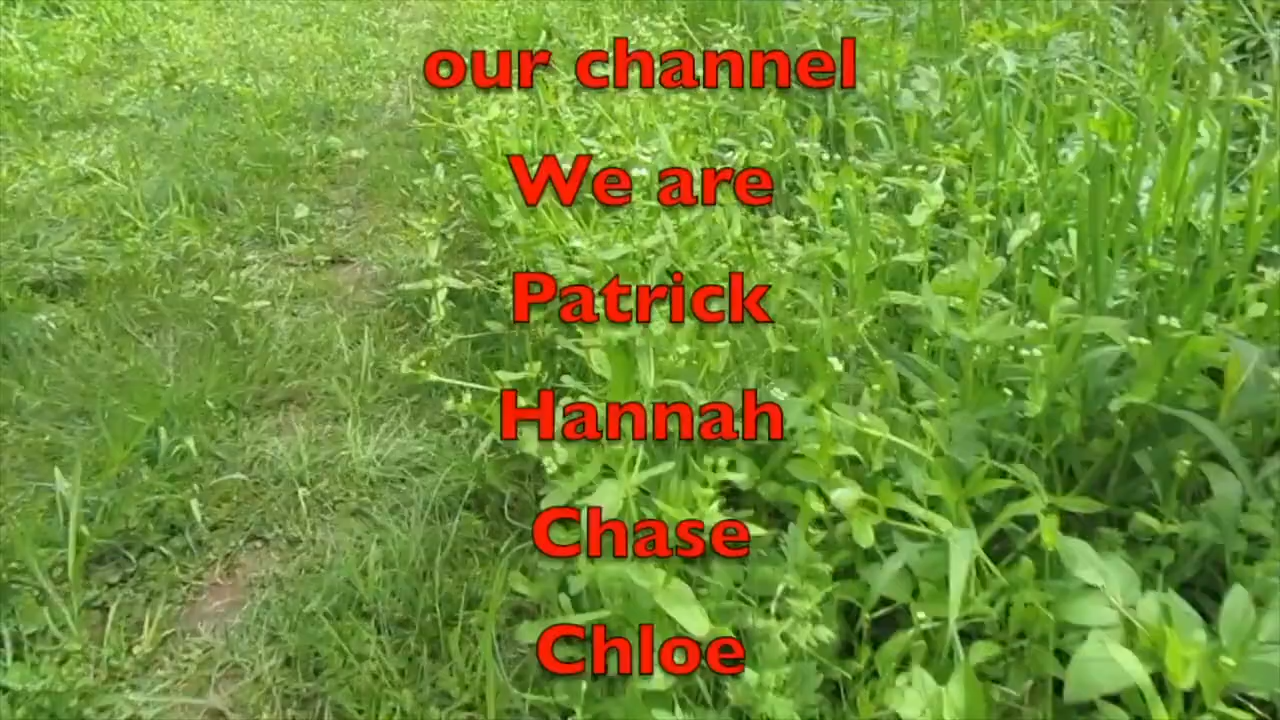 our channel
We are
Patrick
Hannah
Chase
Chloe